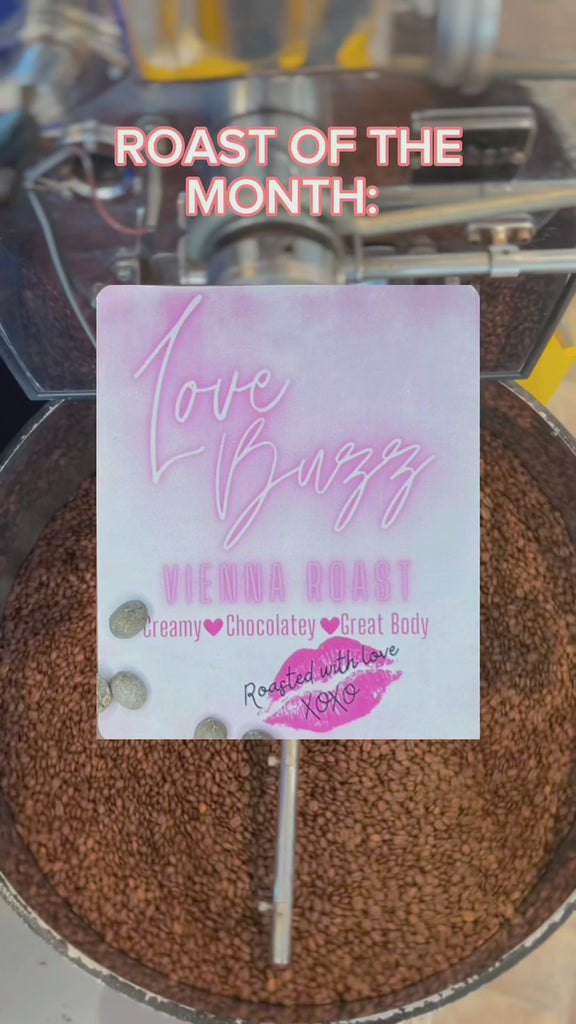 ROAST OF THE
MONTH:
Love
Buzz
VIENNA ROAST
Creamy♥Chocolatey♥Great Body
Roasted with love
XOXO